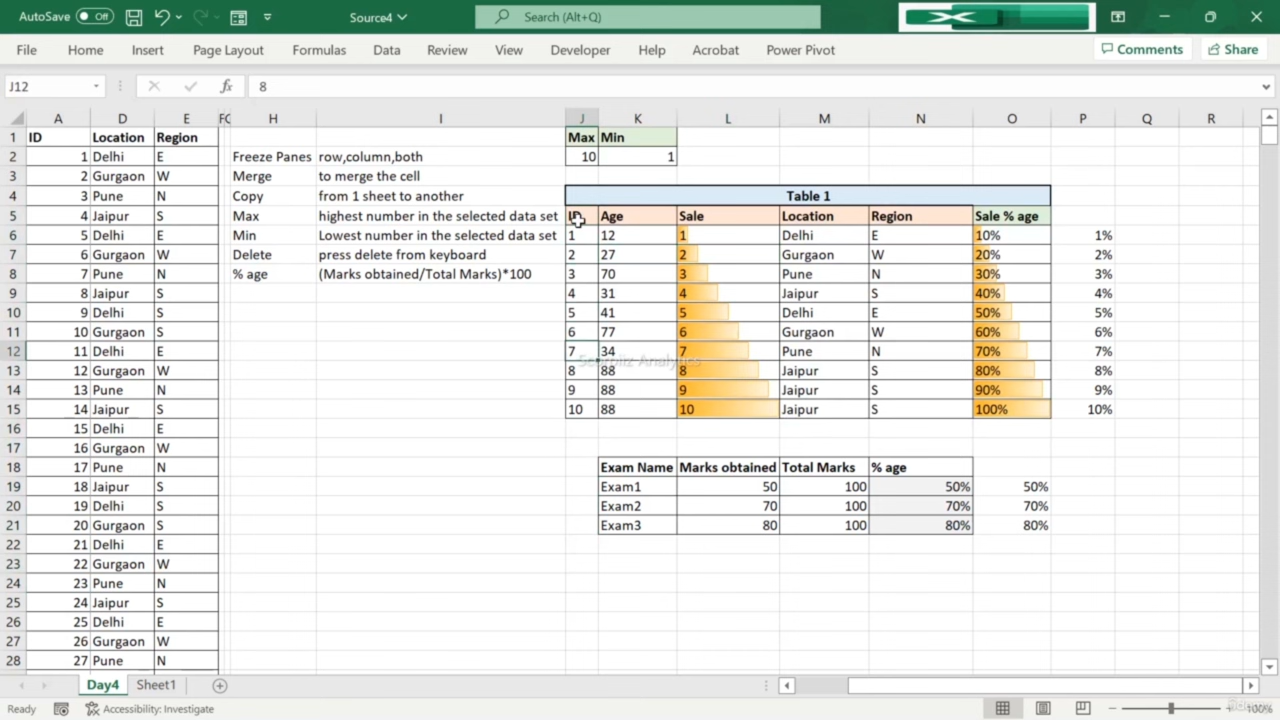 AutoSave Off Source4 Search (Alt+Q)
File Home Insert Page Layout Formulas Data Review View Developer Help Acrobat Power Pivot Comments Share
J12 fx 8
A D E H I J K L M N O P Q R
1 ID Location Region Max Min
2 1 Delhi E Freeze Panes row,column,both 10 1
3 2 Gurgaon W Merge to merge the cell
4 3 Pune N Copy from 1 sheet to another Table 1
5 4 Jaipur S Max highest number in the selected data set ID Age Sale Location Region Sale % age
6 5 Delhi E Min Lowest number in the selected data set 1 12 1 Delhi E 10% 1%
7 6 Gurgaon W Delete press delete from keyboard 2 27 2 Gurgaon W 20% 2%
8 7 Pune N % age (Marks obtained/Total Marks)*100 3 70 3 Pune N 30% 3%
9 8 Jaipur S 4 31 4 Jaipur S 40% 4%
10 9 Delhi S 5 41 5 Delhi E 50% 5%
11 10 Gurgaon S 6 77 6 Gurgaon W 60% 6%
12 11 Delhi E 7 34 7 Pune N 70% 7%
13 12 Gurgaon W 8 88 8 Jaipur S 80% 8%
14 13 Pune N 9 88 9 Jaipur S 90% 9%
15 14 Jaipur S 10 88 10 Jaipur S 100% 10%
16 15 Delhi E
17 16 Gurgaon W
18 17 Pune N Exam Name Marks obtained Total Marks % age
19 18 Jaipur S Exam1 50 100 50% 50%
20 19 Delhi S Exam2 70 100 70% 70%
21 20 Gurgaon S Exam3 80 100 80% 80%
22 21 Delhi E
23 22 Gurgaon W
24 23 Pune N
25 24 Jaipur S
26 25 Delhi E
27 26 Gurgaon W
28 27 Pune N
Day4 Sheet1
Ready Accessibility: Investigate 100%